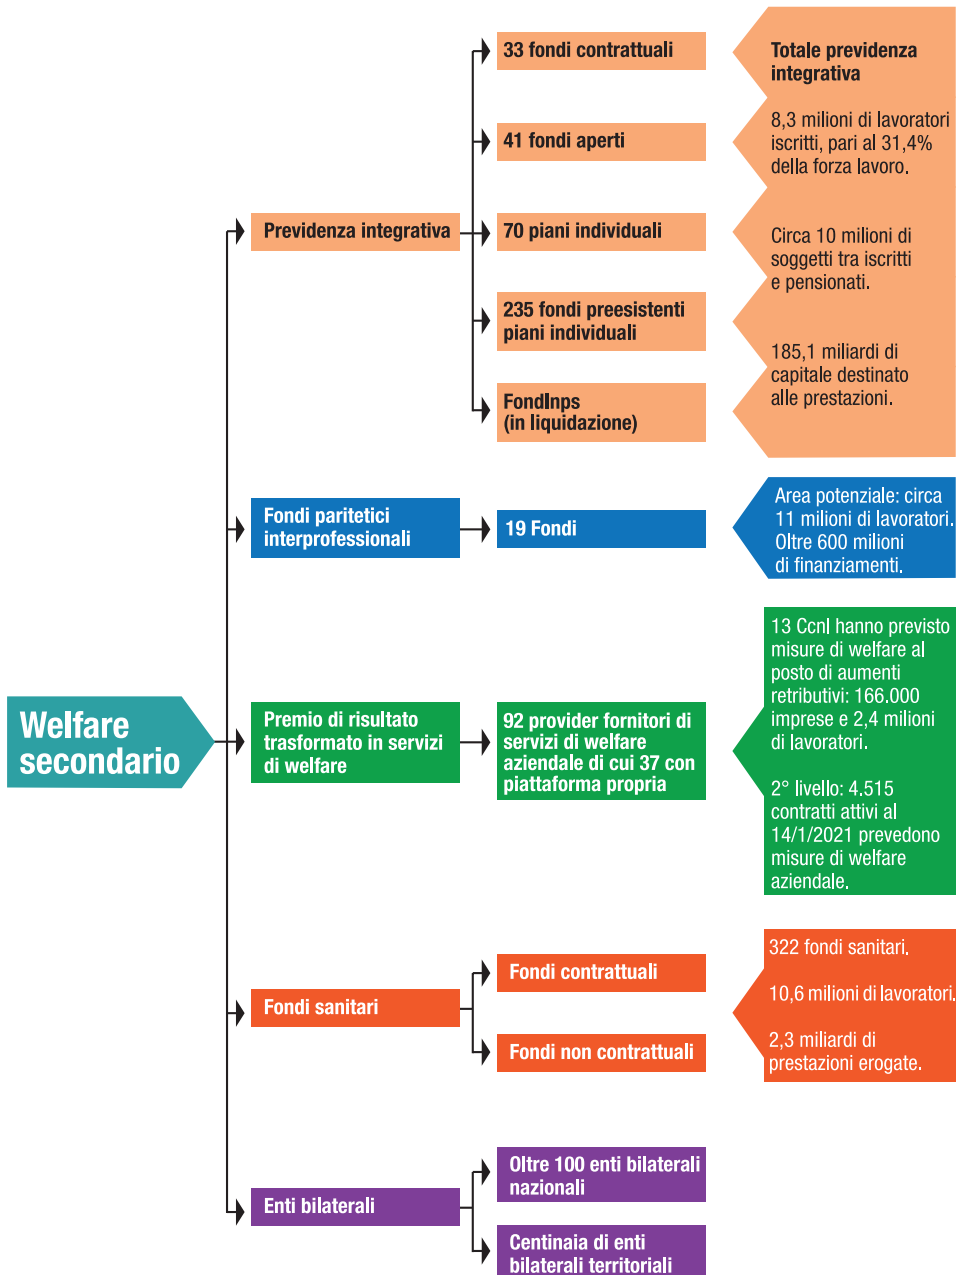 Welfare
secondario
Previdenza integrativa
33 fondi contrattuali
41 fondi aperti
70 piani individuali
235 fondi preesistenti
piani individuali
FondInps
(in liquidazione)
Totale previdenza
integrativa
8,3 milioni di lavoratori
iscritti, pari al 31,4%
della forza lavoro.
Circa 10 milioni di
soggetti tra iscritti
e pensionati.
185,1 miliardi di
capitale destinato
alle prestazioni.
Fondi paritetici
interprofessionali
19 Fondi
Area potenziale: circa
11 milioni di lavoratori.
Oltre 600 milioni
di finanziamenti.
Premio di risultato
trasformato in servizi
di welfare
92 provider fornitori di
servizi di welfare
aziendale di cui 37 con
piattaforma propria
13 Ccnl hanno previsto
misure di welfare al
posto di aumenti
retributivi: 166.000
imprese e 2,4 milioni
di lavoratori.
2° livello: 4.515
contratti attivi al
14/1/2021 prevedono
misure di welfare
aziendale.
Fondi sanitari
Fondi contrattuali
Fondi non contrattuali
322 fondi sanitari.
10,6 milioni di lavoratori.
2,3 miliardi di
prestazioni erogate.
Enti bilaterali
Oltre 100 enti bilaterali
nazionali
Centinaia di enti
bilaterali territoriali